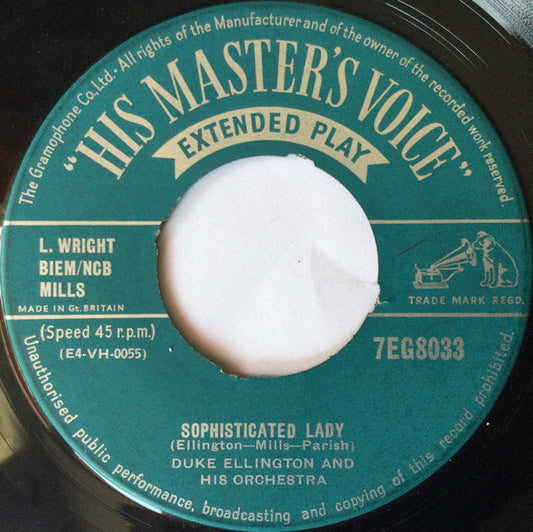 The Gramophone Co., Ltd. · All rights of the Manufacturer and of the owner of the recorded work reserved.
"HIS MASTER'S VOICE"
EXTENDED PLAY
L. WRIGHT
BIEM/NCB
MILLS
MADE IN Gt. BRITAIN
TRADE MARK REGD.
(Speed 45 r.p.m.)
(E4-VH-0055)
7EG8033
SOPHISTICATED LADY
(Ellington—Mills—Parish)
DUKE ELLINGTON AND
HIS ORCHESTRA
Unauthorised public performance, broadcasting and copying of this record prohibited.